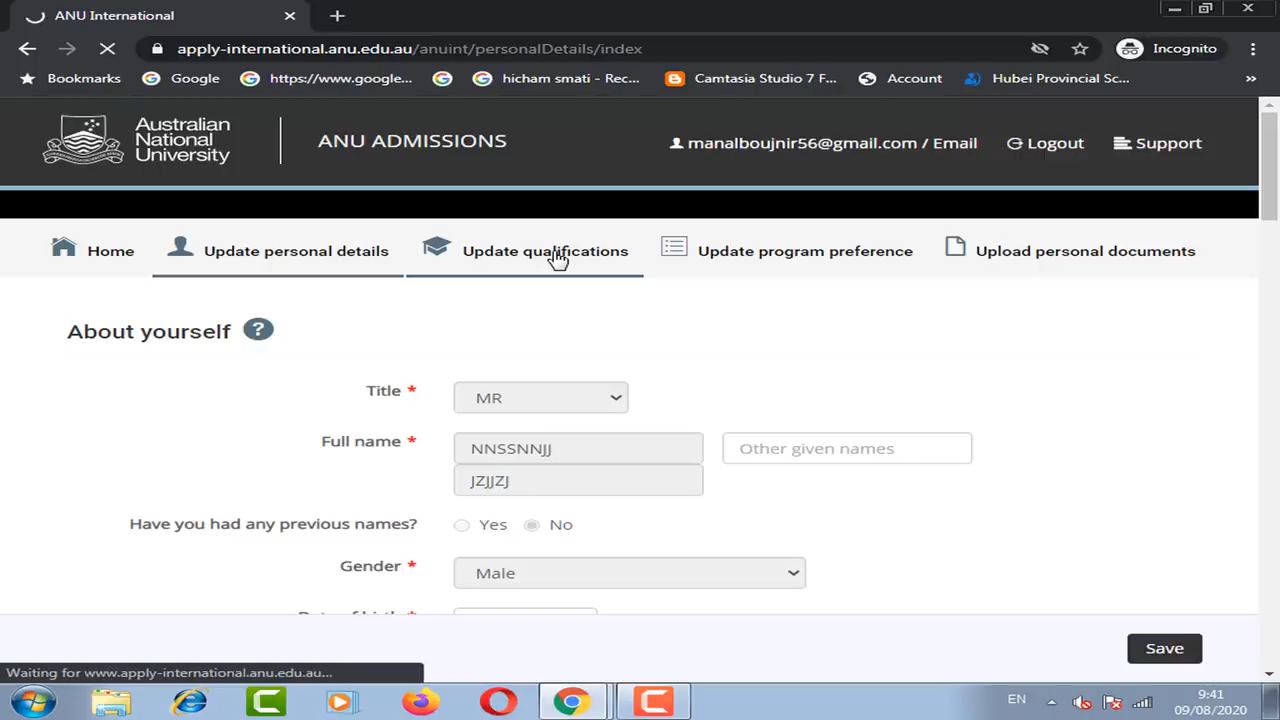 ANU International
apply-international.anu.edu.au/anuint/personalDetails/index
Incognito
Bookmarks
Google
https://www.google...
hicham smati - Rec...
Camtasia Studio 7 F...
Account
Hubei Provincial Sc...
»
Australian
National
University
ANU ADMISSIONS
manalboujnir56@gmail.com / Email
Logout
Support
Home
Update personal details
Update qualifications
Update program preference
Upload personal documents
About yourself ?
Title *
MR
Full name *
NNSSNNJJ
Other given names
JZJJZJ
Have you had any previous names?
Yes
No
Gender *
Male
Date of birth *
Save
Waiting for www.apply-international.anu.edu.au...
EN
9:41
09/08/2020